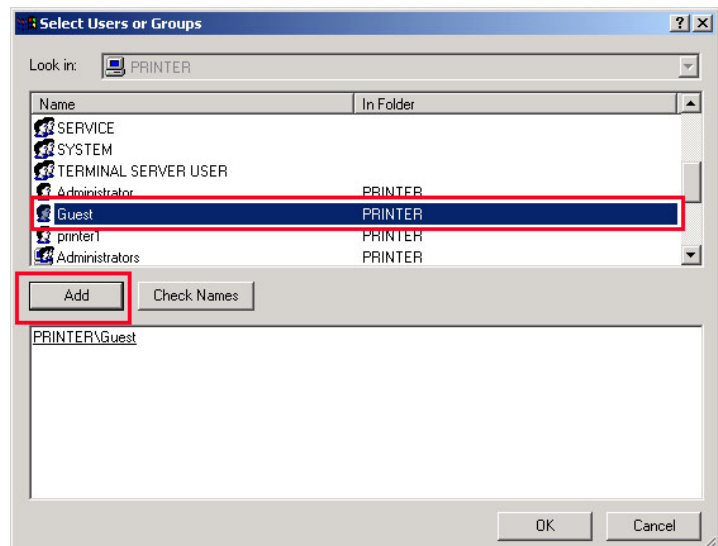 Select Users or Groups
Look in: PRINTER
Name In Folder
SERVICE
SYSTEM
TERMINAL SERVER USER
Administrator PRINTER
Guest PRINTER
printer1 PRINTER
Administrators PRINTER
Add Check Names
PRINTER\Guest
OK Cancel